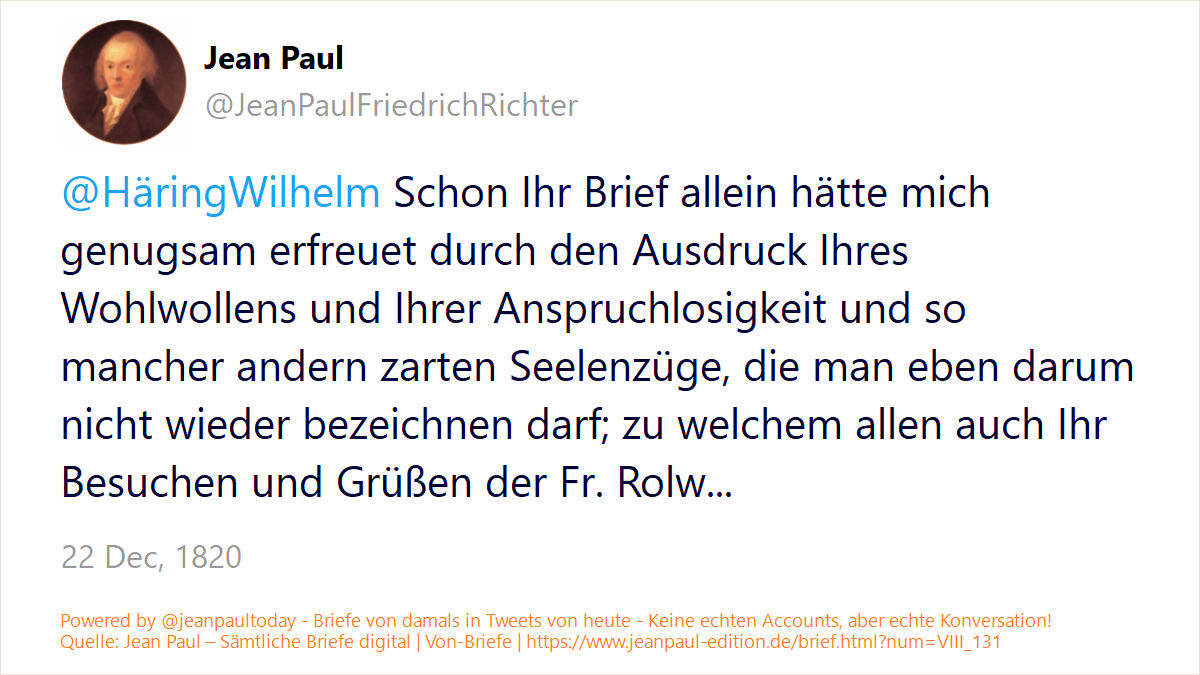 Jean Paul
@JeanPaulFriedrichRichter
@HäringWilhelm Schon Ihr Brief allein hätte mich
genugsam erfreuet durch den Ausdruck Ihres
Wohlwollens und Ihrer Anspruchlosigkeit und so
mancher andern zarten Seelenzüge, die man eben darum
nicht wieder bezeichnen darf; zu welchem allen auch Ihr
Besuchen und Grüßen der Fr. Rolw...
22 Dec, 1820
Powered by @jeanpaultoday - Briefe von damals in Tweets von heute - Keine echten Accounts, aber echte Konversation!
Quelle: Jean Paul – Sämtliche Briefe digital | Von-Briefe | https://www.jeanpaul-edition.de/brief.html?num=VIII_131